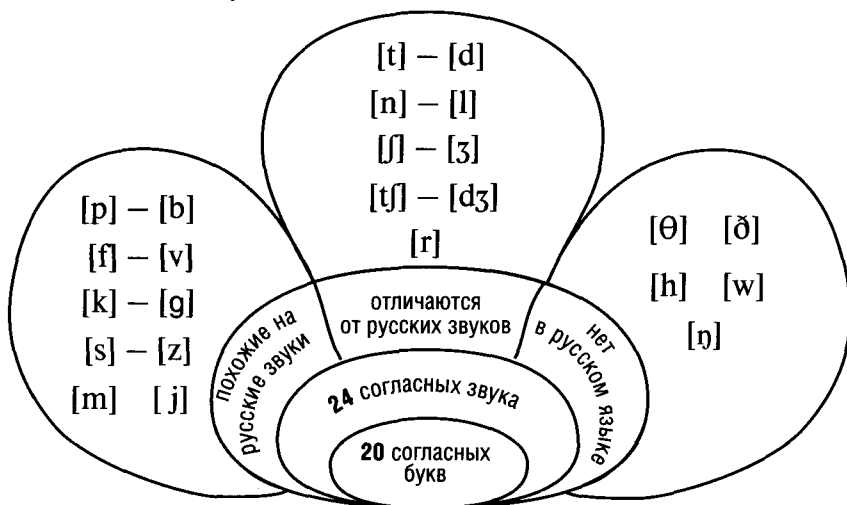 [t] – [d]
[n] – [l]
[ʃ] – [ʒ]
[tʃ] – [dʒ]
[r]
[p] – [b]
[f] – [v]
[k] – [g]
[s] – [z]
[m] [j]
[θ] [ð]
[h] [w]
[ŋ]
похожие на
русские звуки
отличаются
от русских звуков
нет
в русском языке
24 согласных звука
20 согласных
букв